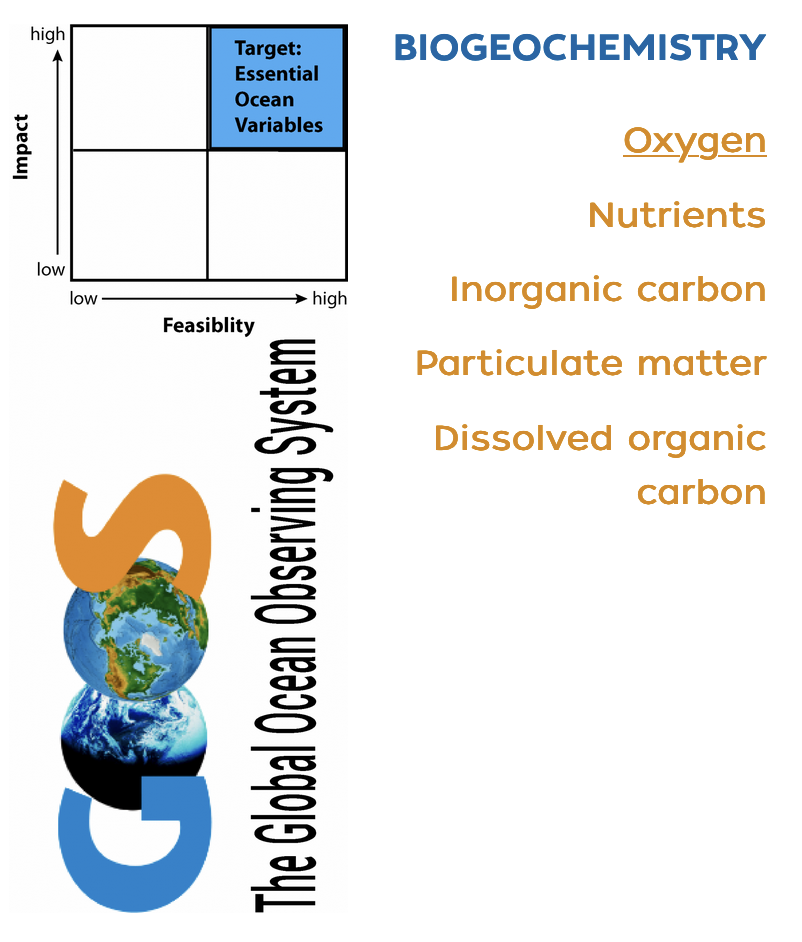 high
Target:
Essential
Ocean
Variables
Impact
low
low
high
Feasiblity
GOOS
The Global Ocean Observing System
BIOGEOCHEMISTRY
Oxygen
Nutrients
Inorganic carbon
Particulate matter
Dissolved organic
carbon